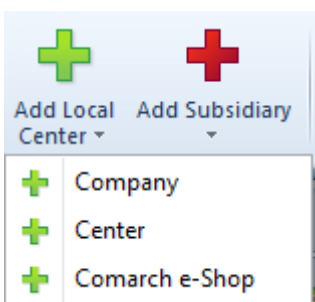 Add Local Center
Add Subsidiary
Company
Center
Comarch e-Shop